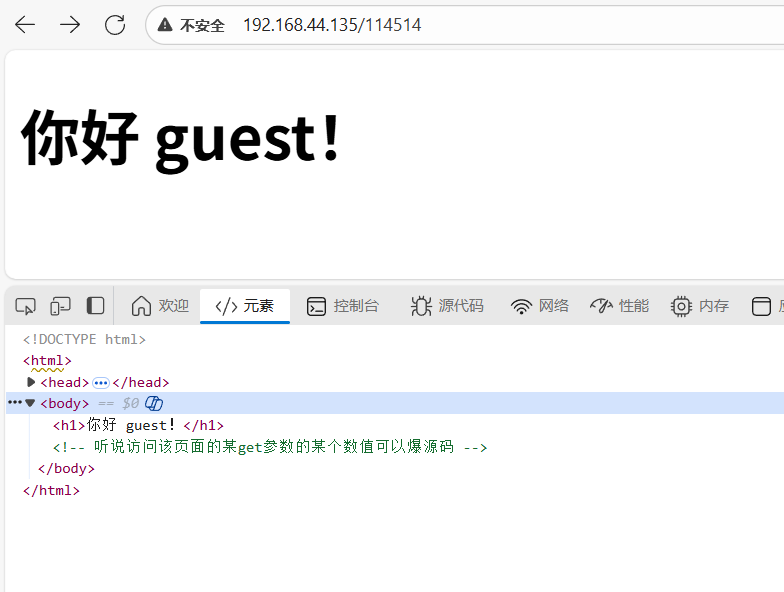 不安全 192.168.44.135/114514
你好 guest！
欢迎 </> 元素 控制台 源代码 网络 性能 内存
<!DOCTYPE html>
<html>
<head> ••• </head>
••• <body> == $0
<h1>你好 guest！</h1>
<!-- 听说访问该页面的某get参数的某个数值可以爆源码 -->
</body>
</html>